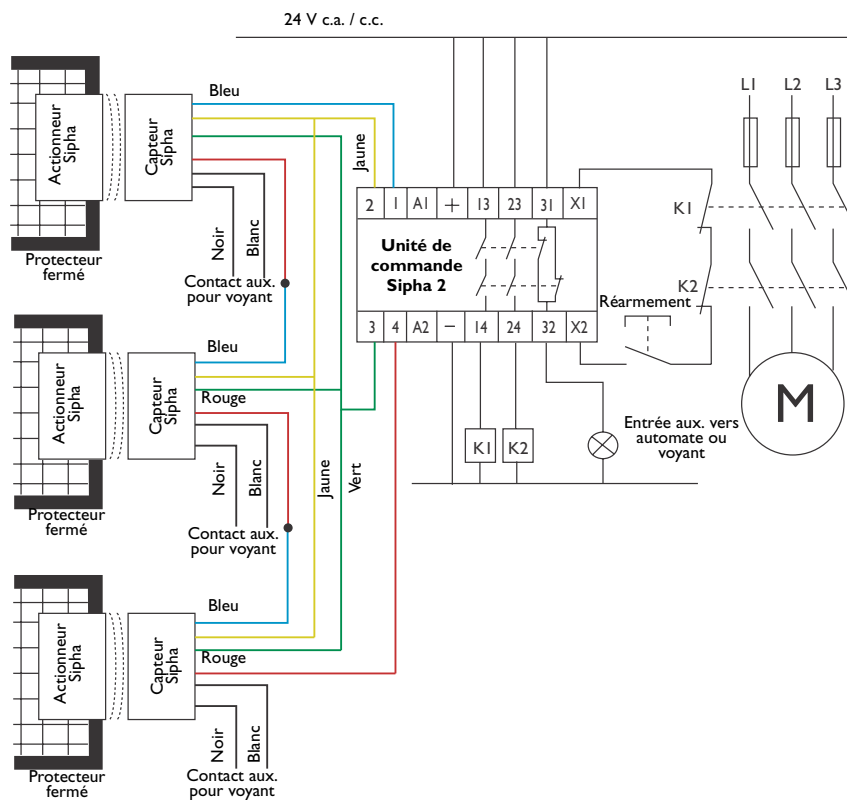 24 V c.a. / c.c.
L1 L2 L3
Bleu
Actionneur
Sipha
Capteur
Sipha
Jaune
Noir
Blanc
Protecteur
fermé
Contact aux.
pour voyant
2 1 A1 + 13 23 31 X1
Unité de
commande
Sipha 2
3 4 A2 – 14 24 32 X2
K1
K2
Réarmement
M
K1 K2
Entrée aux. vers
automate ou
voyant
Bleu
Rouge
Actionneur
Sipha
Capteur
Sipha
Noir
Blanc
Jaune
Vert
Protecteur
fermé
Contact aux.
pour voyant
Bleu
Rouge
Actionneur
Sipha
Capteur
Sipha
Noir
Blanc
Protecteur
fermé
Contact aux.
pour voyant